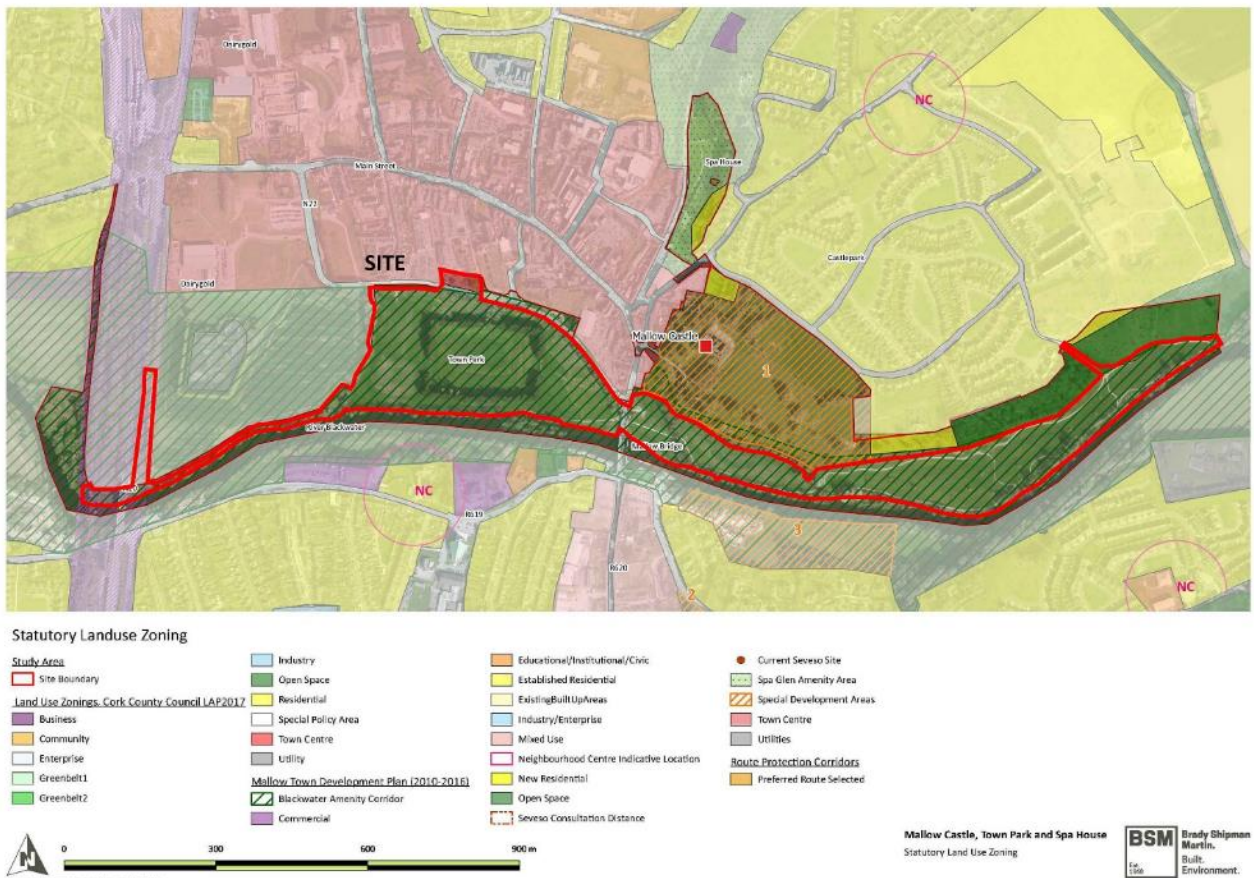 Dairygold
NC
Spa House
Main Street
N22
Castlepark
SITE
Dairygold
Mallow Castle
1
Town Park
River Blackwater
Mallow Bridge
NC
R619
3
R620
2
NC
Statutory Landuse Zoning
Study Area
Site Boundary
Land Use Zonings, Cork County Council LAP2017
Business
Community
Enterprise
Greenbelt1
Greenbelt2
Industry
Open Space
Residential
Special Policy Area
Town Centre
Utility
Mallow Town Development Plan (2010-2016)
Blackwater Amenity Corridor
Commercial
Educational/Institutional/Civic
Established Residential
ExistingBuiltUpAreas
Industry/Enterprise
Mixed Use
Neighbourhood Centre Indicative Location
New Residential
Open Space
Seveso Consultation Distance
Current Seveso Site
Spa Glen Amenity Area
Special Development Areas
Town Centre
Utilities
Route Protection Corridors
Preferred Route Selected
N
0 300 600 900 m
Mallow Castle, Town Park and Spa House
Statutory Land Use Zoning
BSM
Est.
1968
Brady Shipman
Martin.
Built.
Environment.